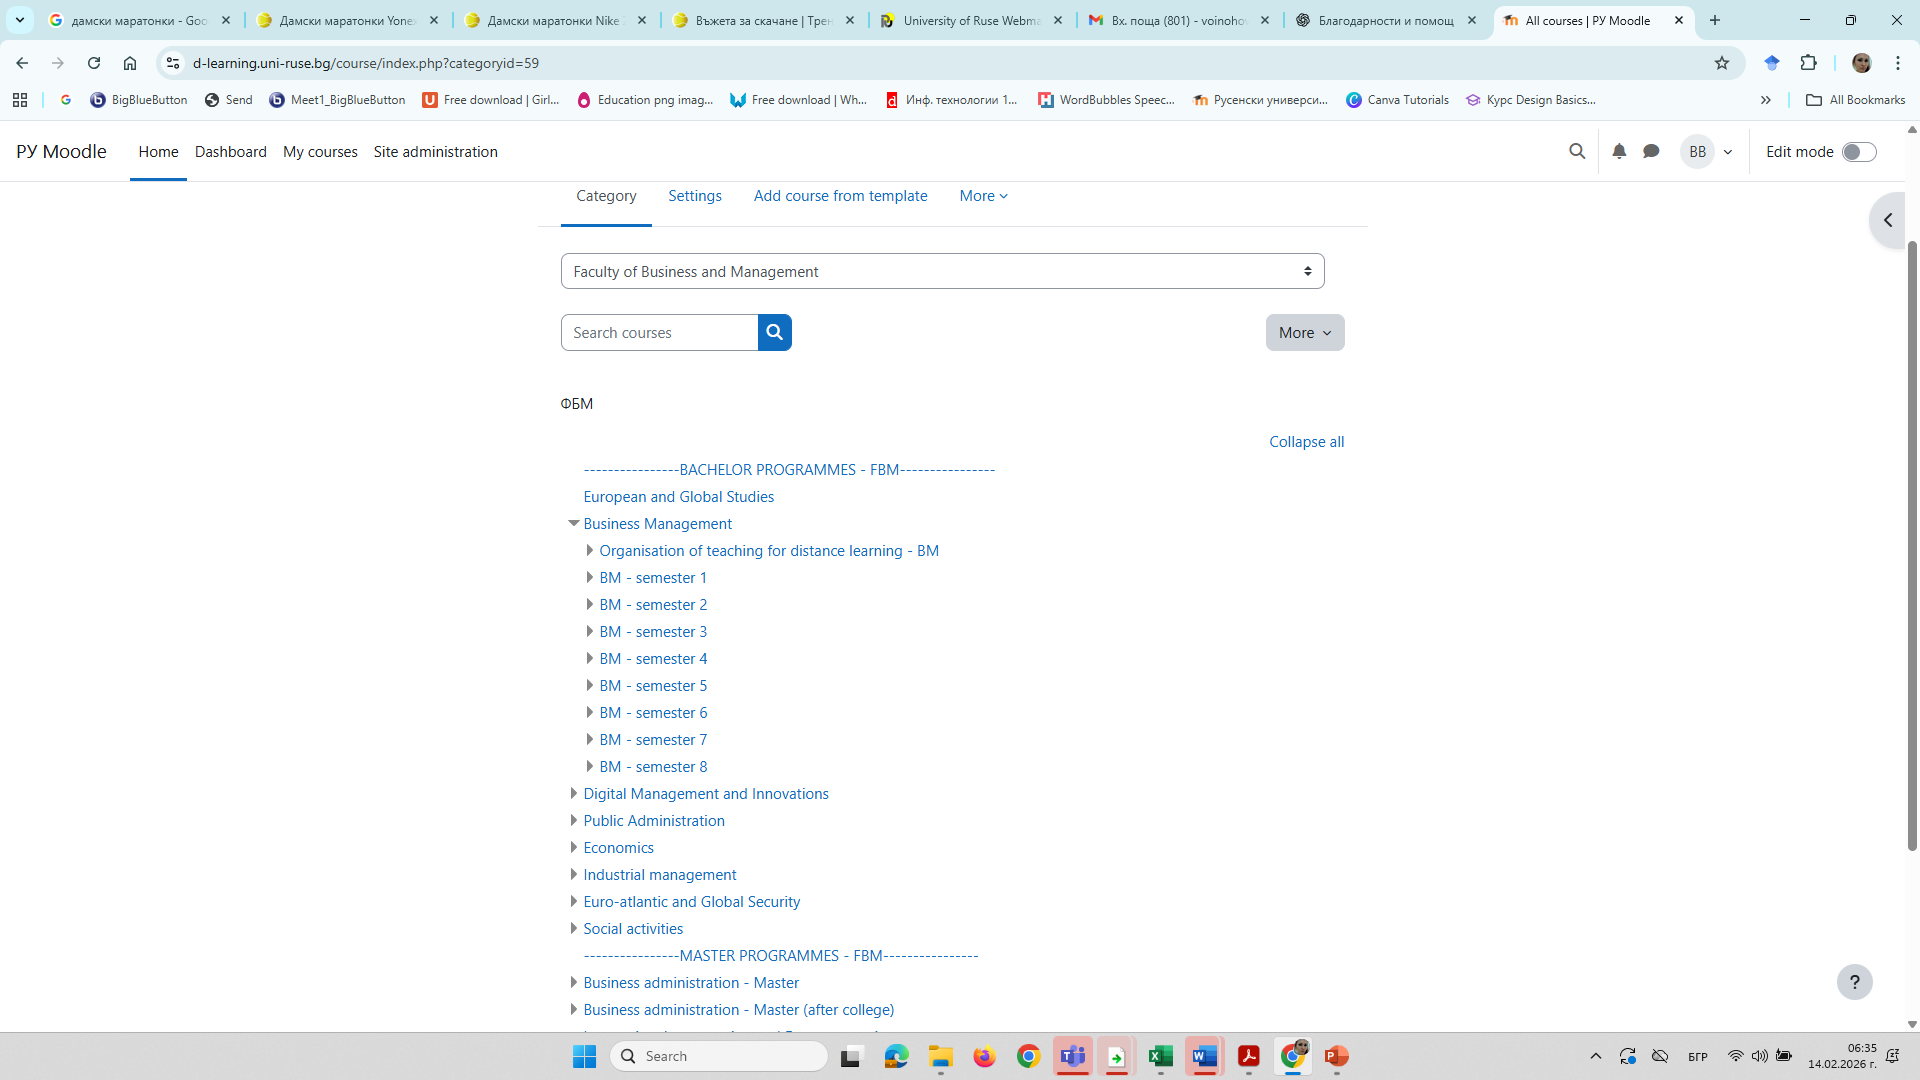 дамски маратонки - Goo
Дамски маратонки Yonex
Дамски маратонки Nike
Въжета за скачане | Трен
University of Ruse Webma
Вх. поща (801) - voinoho
Благодарности и помощ
All courses | РУ Moodle
d-learning.uni-ruse.bg/course/index.php?categoryid=59
BigBlueButton
Send
Meet1_BigBlueButton
Free download | Girl...
Education png imag...
Free download | Wh...
Инф. технологии 1...
WordBubbles Speec...
Русенски универси...
Canva Tutorials
Курс Design Basics...
All Bookmarks
РУ Moodle
Home
Dashboard
My courses
Site administration
BB
Edit mode
Category
Settings
Add course from template
More
Faculty of Business and Management
Search courses
More
ФБМ
Collapse all
----------------BACHELOR PROGRAMMES - FBM----------------
European and Global Studies
Business Management
Organisation of teaching for distance learning - BM
BM - semester 1
BM - semester 2
BM - semester 3
BM - semester 4
BM - semester 5
BM - semester 6
BM - semester 7
BM - semester 8
Digital Management and Innovations
Public Administration
Economics
Industrial management
Euro-atlantic and Global Security
Social activities
----------------MASTER PROGRAMMES - FBM----------------
Business administration - Master
Business administration - Master (after college)
?
Search
БГР
06:35
14.02.2026 г.